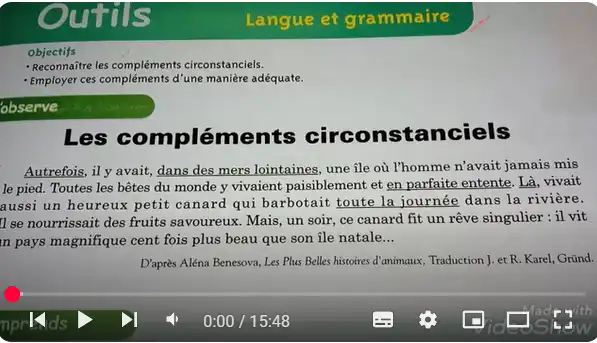 Outils
Langue et grammaire
Objectifs
• Reconnaître les compléments circonstanciels.
• Employer ces compléments d'une manière adéquate.
'observe
Les compléments circonstanciels
Autrefois, il y avait, dans des mers lointaines, une île où l'homme n'avait jamais mis
le pied. Toutes les bêtes du monde y vivaient paisiblement et en parfaite entente. Là, vivait
aussi un heureux petit canard qui barbotait toute la journée dans la rivière.
Il se nourrissait des fruits savoureux. Mais, un soir, ce canard fit un rêve singulier : il vit
un pays magnifique cent fois plus beau que son île natale...
D'après Aléna Benesova, Les Plus Belles histoires d'animaux, Traduction J. et R. Karel, Gründ.
Made with
VideoShow
0:00 / 15:48